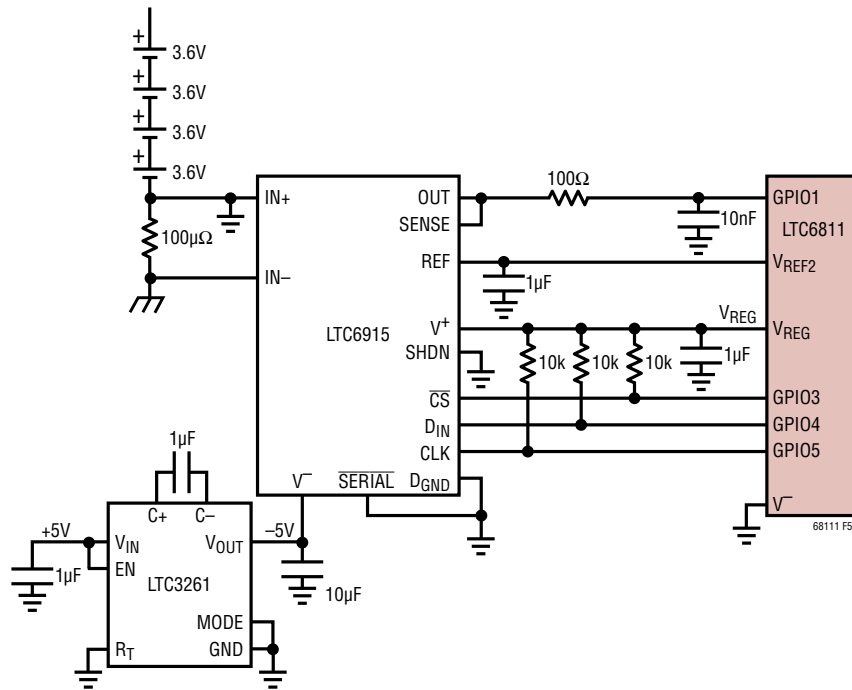 +
3.6V
+
3.6V
+
3.6V
+
3.6V
100µΩ
IN+
IN–
LTC6915
OUT
SENSE
REF
V+
SHDN
CS
DIN
CLK
DGND
SERIAL
V–
100Ω
10nF
1µF
VREG
10k
10k
10k
1µF
GPIO1
LTC6811
VREF2
VREG
GPIO3
GPIO4
GPIO5
V–
68111 F5
1µF
C+
C–
+5V
VIN
VOUT
–5V
1µF
EN
LTC3261
10µF
MODE
RT
GND